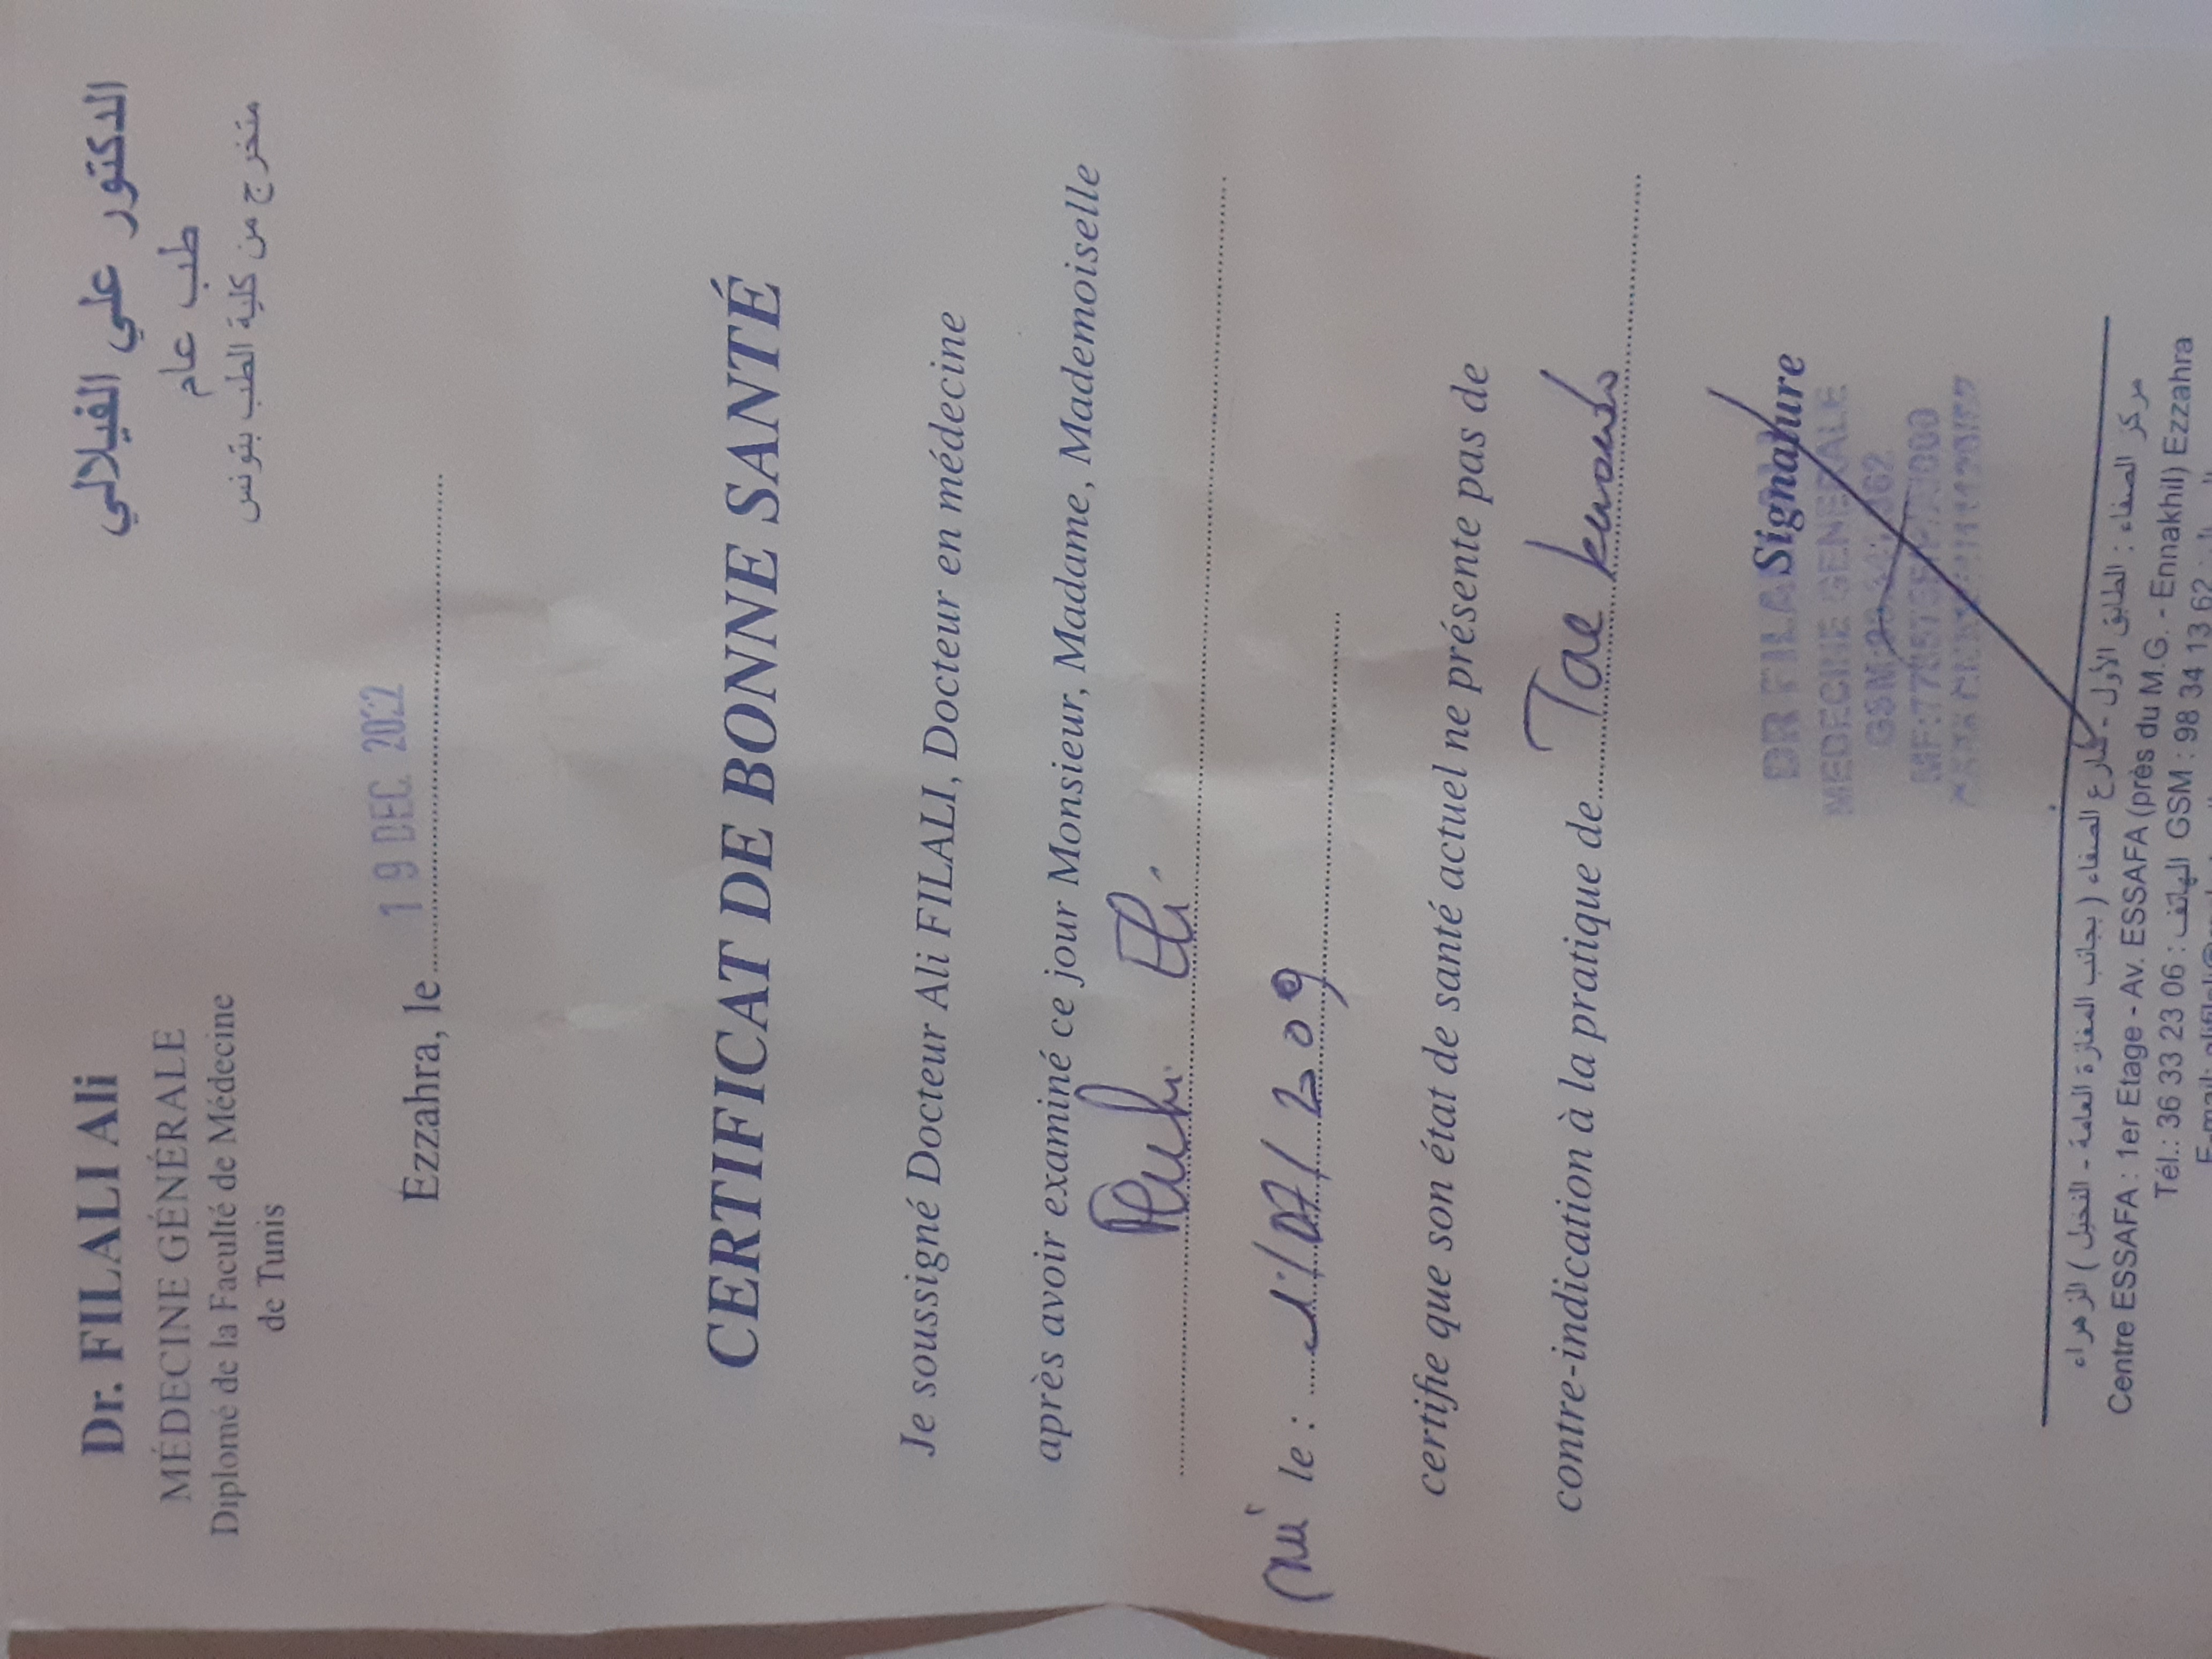 Dr. FILALI Ali
MÉDECINE GÉNÉRALE
Diplomé de la Faculté de Médecine
de Tunis
الدكتور علي الفيلالي
طب عام
متخرج من كلية الطب بتونس
Ezzahra, le 19 DEC. 2022
CERTIFICAT DE BONNE SANTÉ
Je soussigné Docteur Ali FILALI, Docteur en médecine
après avoir examiné ce jour Monsieur, Madame, Mademoiselle
le : /07/2009
certifie que son état de santé actuel ne présente pas de
contre-indication à la pratique de Tae
Signature
DR FILALI
MEDECINE GENERALE
GSM
مركز الصفاء : الطابق الأول - شارع الصفاء ( بجانب المغازة العامة - النخيل ) الزهراء
Centre ESSAFA : 1er Etage - Av. ESSAFA (près du M.G. - Ennakhil) Ezzahra
Tél.: 36 33 23 06 : الهاتف GSM : 98 34 13 62 :